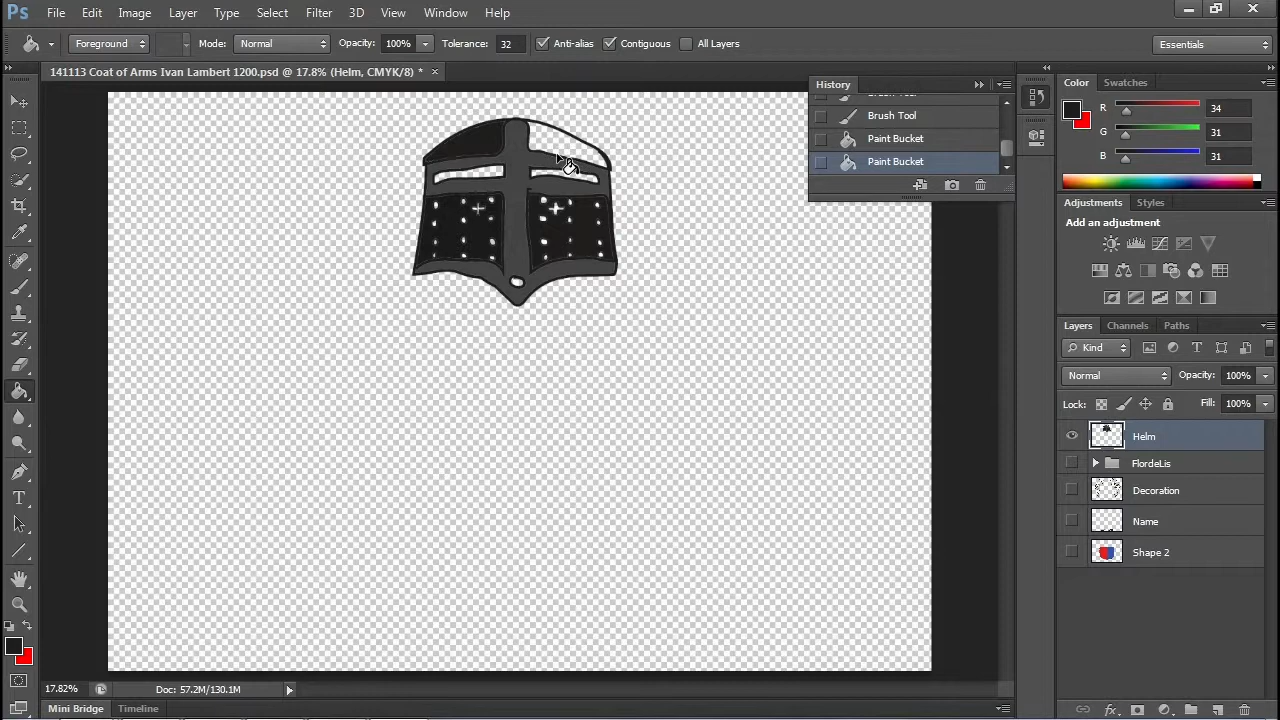 Ps File Edit Image Layer Type Select Filter 3D View Window Help
Foreground Mode: Normal Opacity: 100% Tolerance: 32 Anti-alias Contiguous All Layers Essentials
141113 Coat of Arms Ivan Lambert 1200.psd @ 17.8% (Helm, CMYK/8) * ×
History
Brush Tool
Paint Bucket
Paint Bucket
Color Swatches
R 34
G 31
B 31
Adjustments Styles
Add an adjustment
Layers Channels Paths
Kind
Normal Opacity: 100%
Lock: Fill: 100%
Helm
FlordeLis
Decoration
Name
Shape 2
17.82% Doc: 57.2M/130.1M
Mini Bridge Timeline